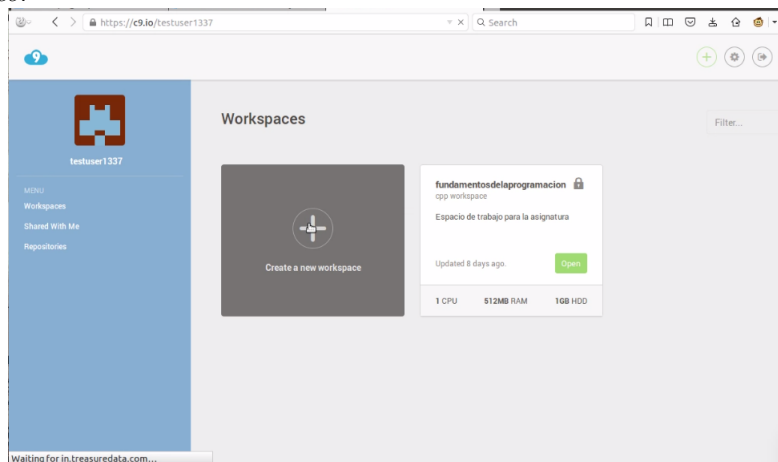 https://c9.io/testuser1337
Search
9
testuser1337
MENU
Workspaces
Shared With Me
Repositories
Workspaces
Filter...
Create a new workspace
fundamentosdelaprogramacion
cpp workspace
Espacio de trabajo para la asignatura
Updated 8 days ago.
Open
1 CPU 512MB RAM 1GB HDD
Waiting for in.treasuredata.com...